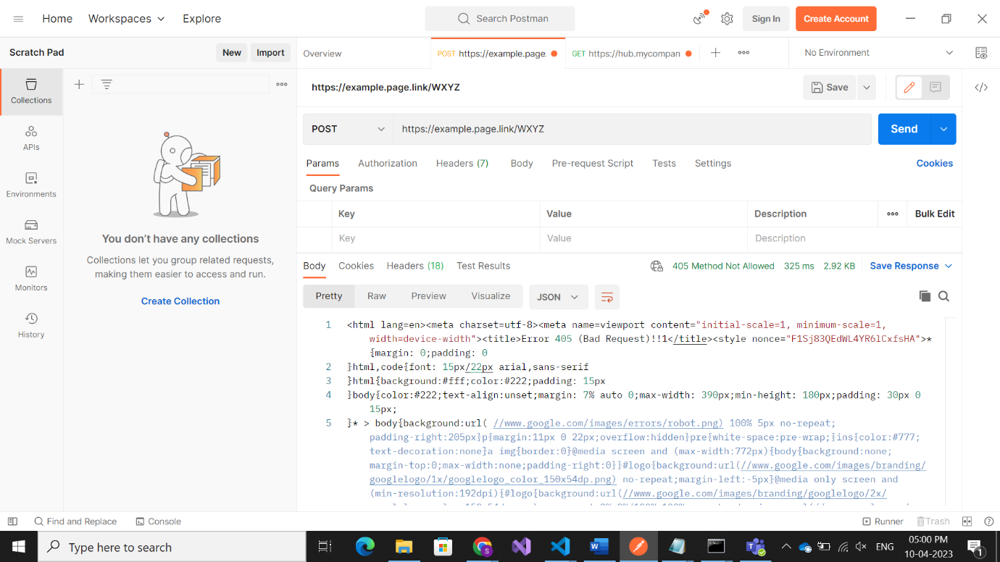 Home Workspaces Explore Search Postman Sign In Create Account
Scratch Pad New Import Overview POST https://example.page. GET https://hub.mycompan No Environment
Collections
APIs
Environments
Mock Servers
Monitors
History
You don't have any collections
Collections let you group related requests,
making them easier to access and run.
Create Collection
https://example.page.link/WXYZ Save
POST https://example.page.link/WXYZ Send
Params Authorization Headers (7) Body Pre-request Script Tests Settings Cookies
Query Params
Key Value Description Bulk Edit
Key Value Description
Body Cookies Headers (18) Test Results 405 Method Not Allowed 325 ms 2.92 KB Save Response
Pretty Raw Preview Visualize JSON
1 <html lang=en><meta charset=utf-8><meta name=viewport content="initial-scale=1, minimum-scale=1,
width=device-width"><title>Error 405 (Bad Request)!!1</title><style nonce="F1Sj83QEdWL4YR6lCxfsHA">*
{margin: 0;padding: 0
2 }html,code{font: 15px/22px arial,sans-serif
3 }html{background:#fff;color:#222;padding: 15px
4 }body{color:#222;text-align:unset;margin: 7% auto 0;max-width: 390px;min-height: 180px;padding: 30px 0
15px;
5 }* > body{background:url( //www.google.com/images/errors/robot.png) 100% 5px no-repeat;
padding-right:205px}p{margin:11px 0 22px;overflow:hidden}pre{white-space:pre-wrap;}ins{color:#777;
text-decoration:none}a img{border:0}@media screen and (max-width:772px){body{background:none;
margin-top:0;max-width:none;padding-right:0}}#logo{background:url(//www.google.com/images/branding/
googlelogo/1x/googlelogo_color_150x54dp.png) no-repeat;margin-left:-5px}@media only screen and
(min-resolution:192dpi){#logo{background:url(//www.google.com/images/branding/googlelogo/2x/
Find and Replace Console Runner Trash
Type here to search ENG 05:00 PM
10-04-2023 1